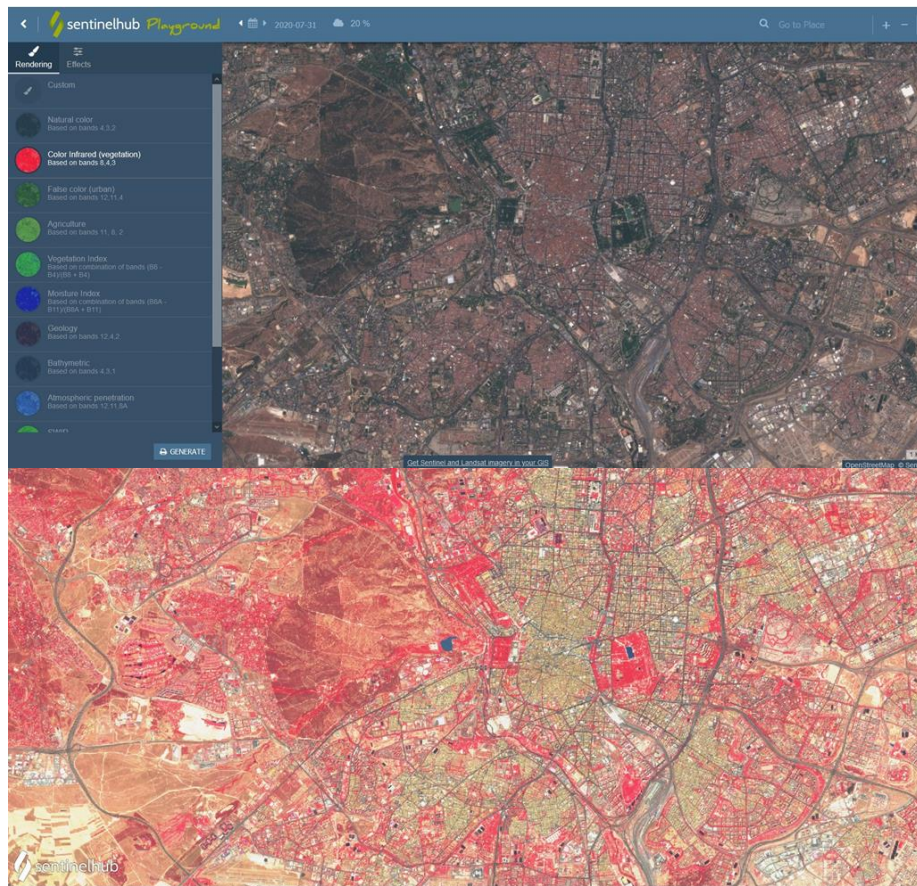 sentinelhub Playground
2020-07-31
20 %
Go to Place
Rendering
Effects
Custom
Natural color
Based on bands 4,3,2
Color Infrared (vegetation)
Based on bands 8,4,3
False color (urban)
Based on bands 12,11,4
Agriculture
Based on bands 11, 8, 2
Vegetation Index
Based on combination of bands (B8 -
B4)/(B8 + B4)
Moisture Index
Based on combination of bands (B8A -
B11)/(B8A + B11)
Geology
Based on bands 12,4,2
Bathymetric
Based on bands 4,3,1
Atmospheric penetration
Based on bands 12,11,8A
SWIR
GENERATE
Get Sentinel and Landsat imagery in your GIS
OpenStreetMap ©
sentinelhub